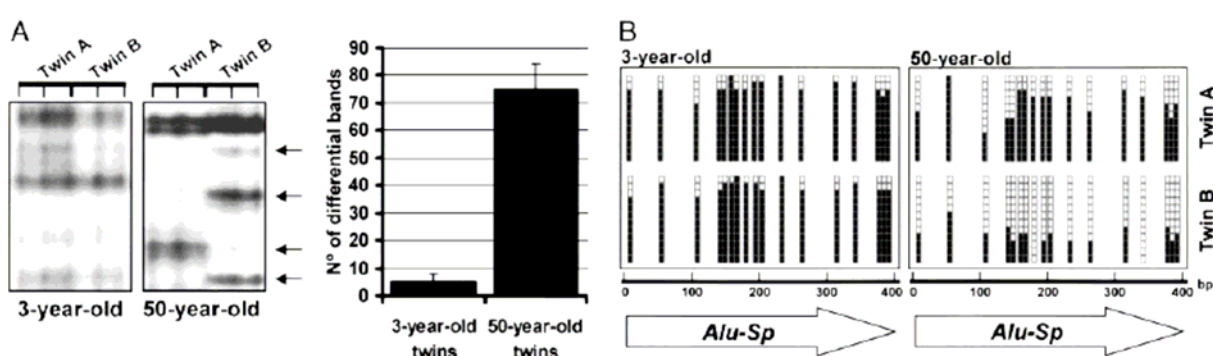 A
Twin A
Twin B
Twin A
Twin B
3-year-old
50-year-old
Nº of differential bands
90
80
70
60
50
40
30
20
10
0
3-year-old
twins
50-year-old
twins
B
3-year-old
50-year-old
Twin A
Twin B
0
100
200
300
400
0
100
200
300
400
bp
Alu-Sp
Alu-Sp